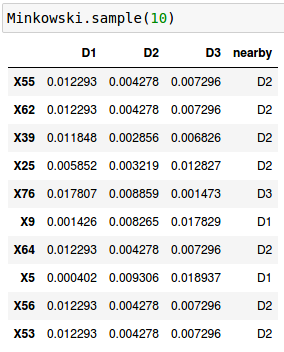 Minkowski.sample(10)
D1 D2 D3 nearby
X55 0.012293 0.004278 0.007296 D2
X62 0.012293 0.004278 0.007296 D2
X39 0.011848 0.002856 0.006826 D2
X25 0.005852 0.003219 0.012827 D2
X76 0.017807 0.008859 0.001473 D3
X9 0.001426 0.008265 0.017829 D1
X64 0.012293 0.004278 0.007296 D2
X5 0.000402 0.009306 0.018937 D1
X56 0.012293 0.004278 0.007296 D2
X53 0.012293 0.004278 0.007296 D2